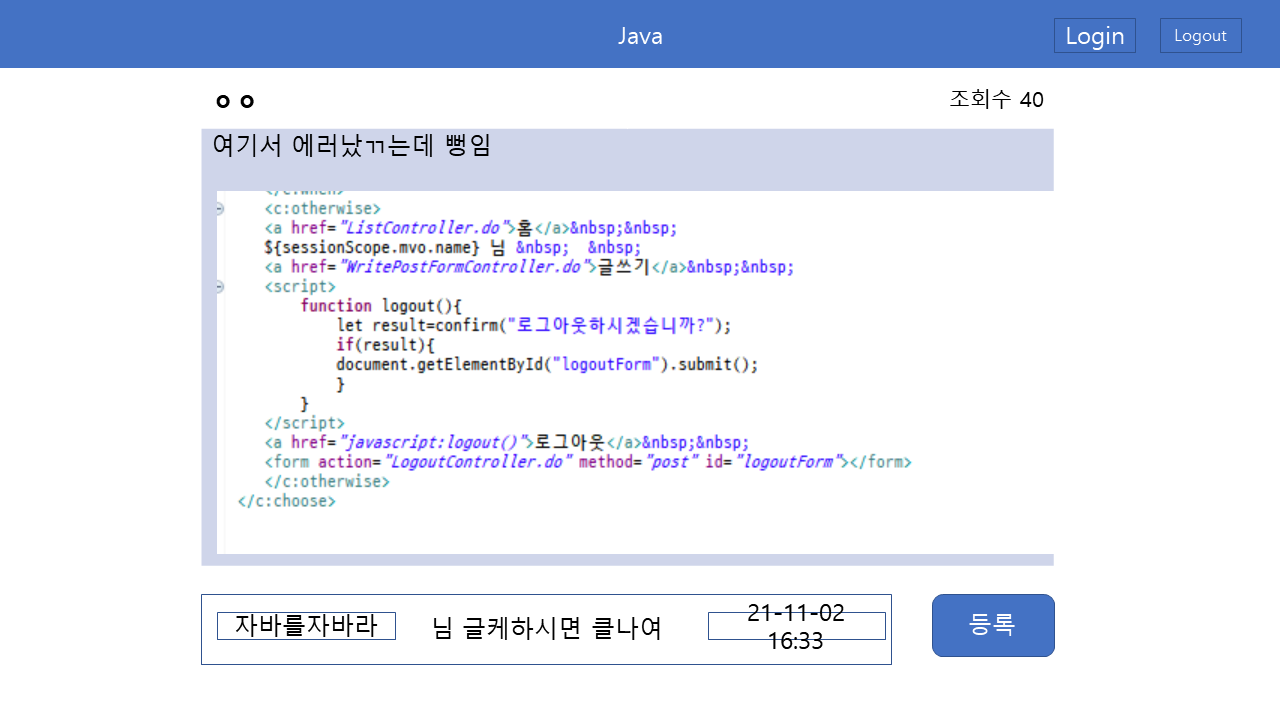 Java
Login
Logout
ㅇㅇ
조회수 40
여기서 에러났ㄲ는데 뻥임
</c:when>
<c:otherwise>
<a href="ListController.do">홈</a>&nbsp;&nbsp;
${sessionScope.mvo.name} 님 &nbsp;  &nbsp;
<a href="WritePostFormController.do">글쓰기</a>&nbsp;&nbsp;
<script>
function logout(){
let result=confirm("로그아웃하시겠습니까?");
if(result){
document.getElementById("logoutForm").submit();
}
}
</script>
<a href="javascript:logout()">로그아웃</a>&nbsp;&nbsp;
<form action="LogoutController.do" method="post" id="logoutForm"></form>
</c:otherwise>
</c:choose>
자바를자바라
님 글케하시면 클나여
21-11-02
16:33
등록